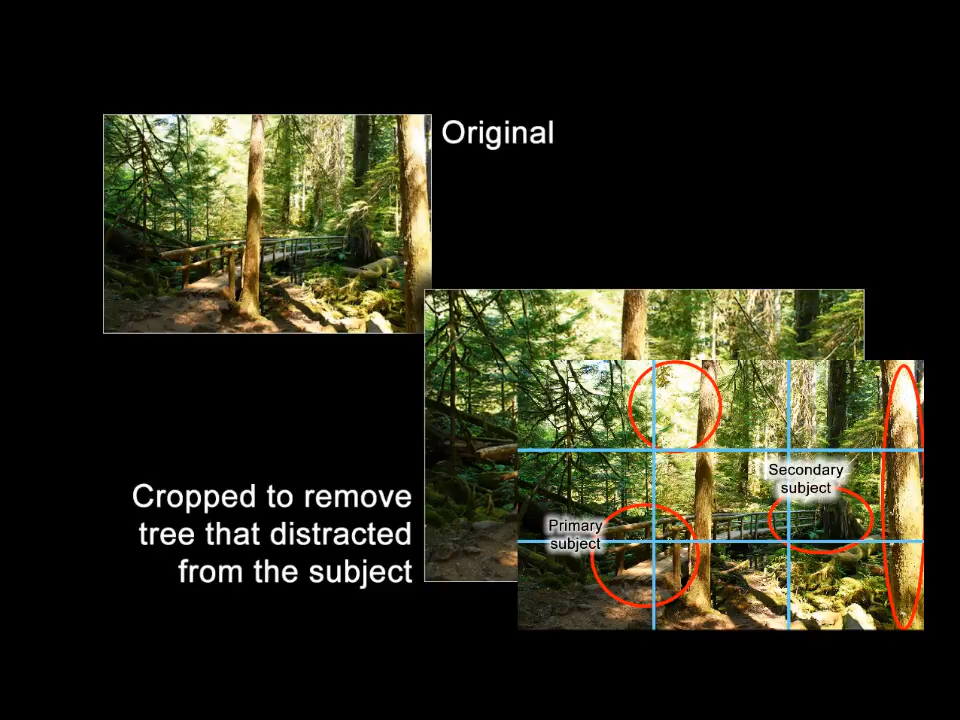 Original
Secondary
subject
Cropped to remove
tree that distracted
from the subject
Primary
subject